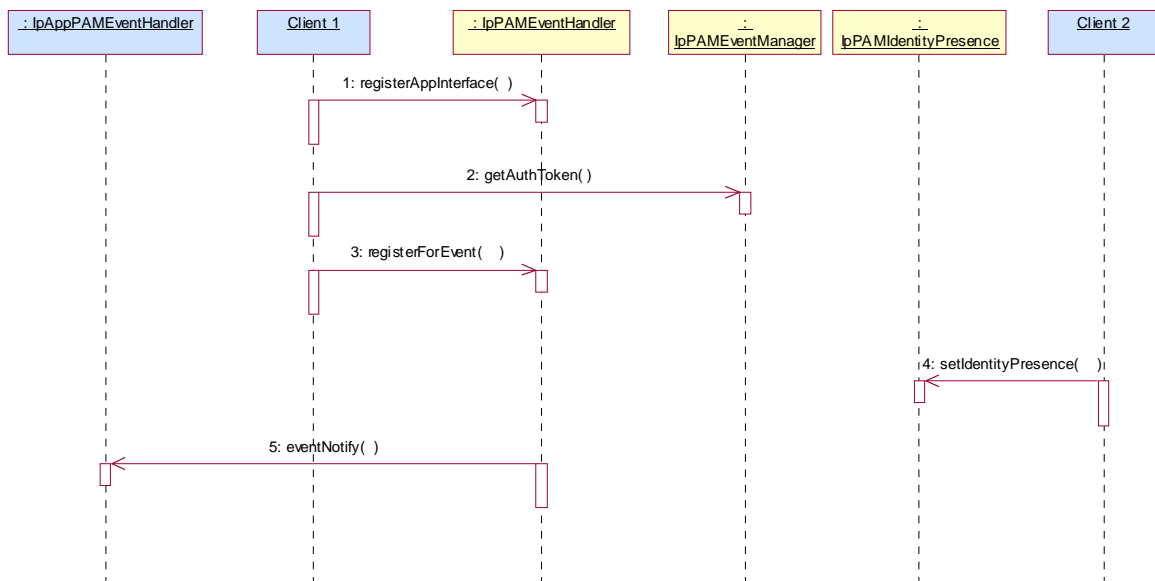 : IpAppPAMEventHandler
Client 1
: IpPAMEventHandler
:
IpPAMEventManager
:
IpPAMIdentityPresence
Client 2
1: registerAppInterface( )
2: getAuthToken( )
3: registerForEvent( )
4: setIdentityPresence( )
5: eventNotify( )